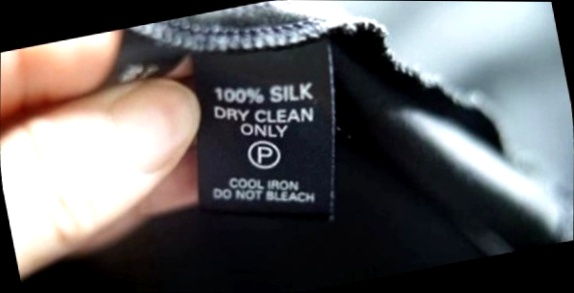 100% SILK
DRY CLEAN
ONLY
P
COOL IRON
DO NOT BLEACH